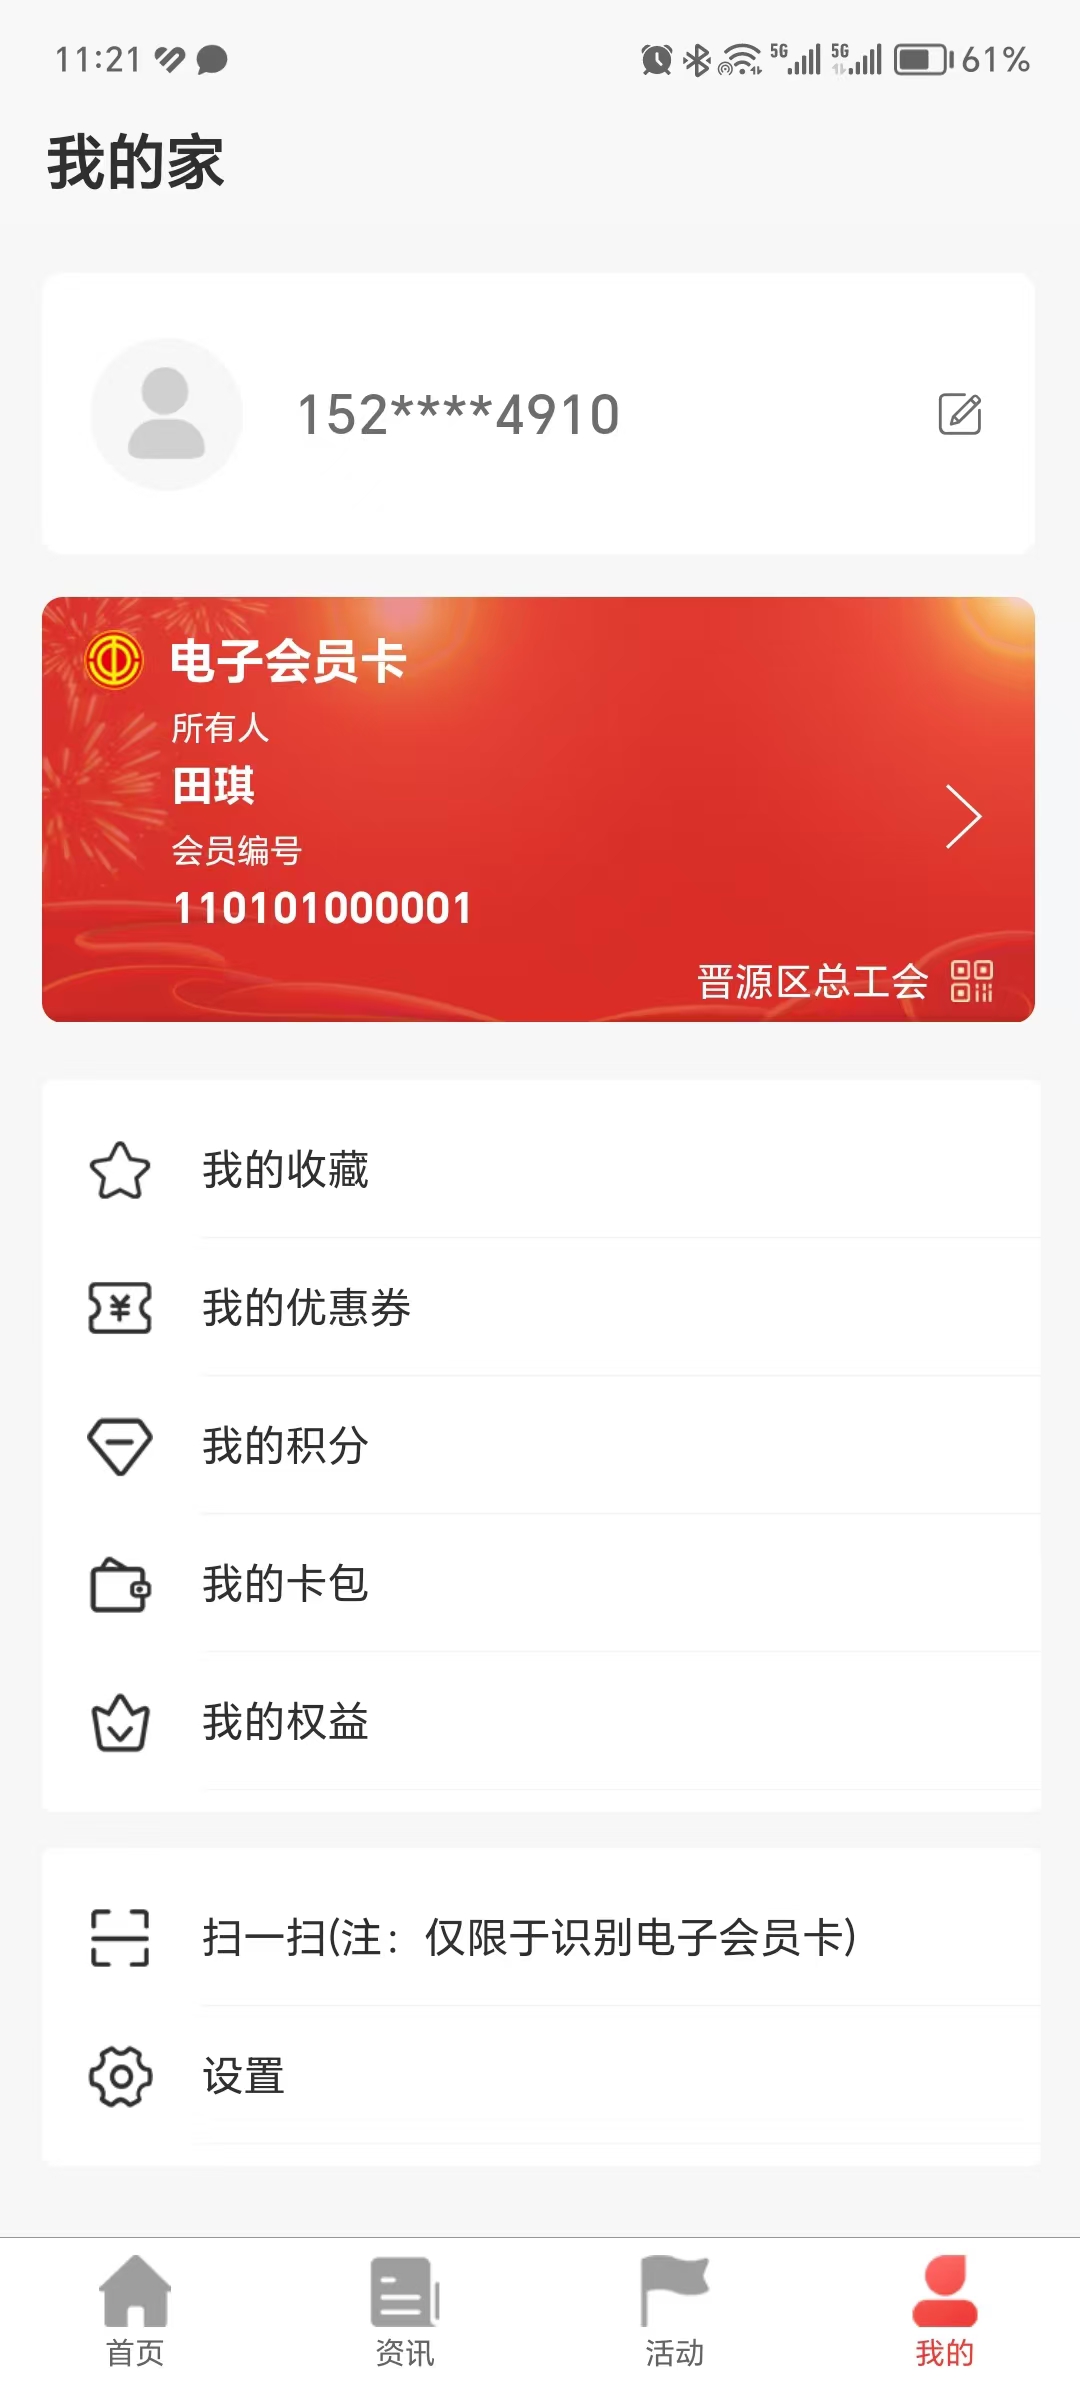 11:21
5G 5G 61%
我的家
152****4910
电子会员卡
所有人
田琪
会员编号
110101000001
晋源区总工会
我的收藏
我的优惠券
我的积分
我的卡包
我的权益
扫一扫(注：仅限于识别电子会员卡)
设置
首页 资讯 活动 我的